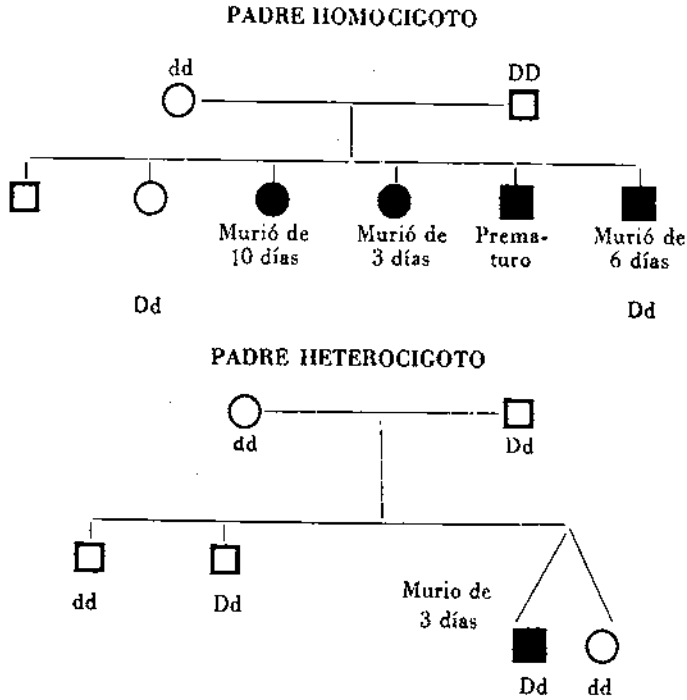 PADRE HOMOCIGOTO
dd DD
Murió de Murió de Prema- Murió de
10 días 3 días turo 6 días
Dd Dd
PADRE HETEROCIGOTO
dd Dd
dd Dd
Murio de
3 días
Dd dd